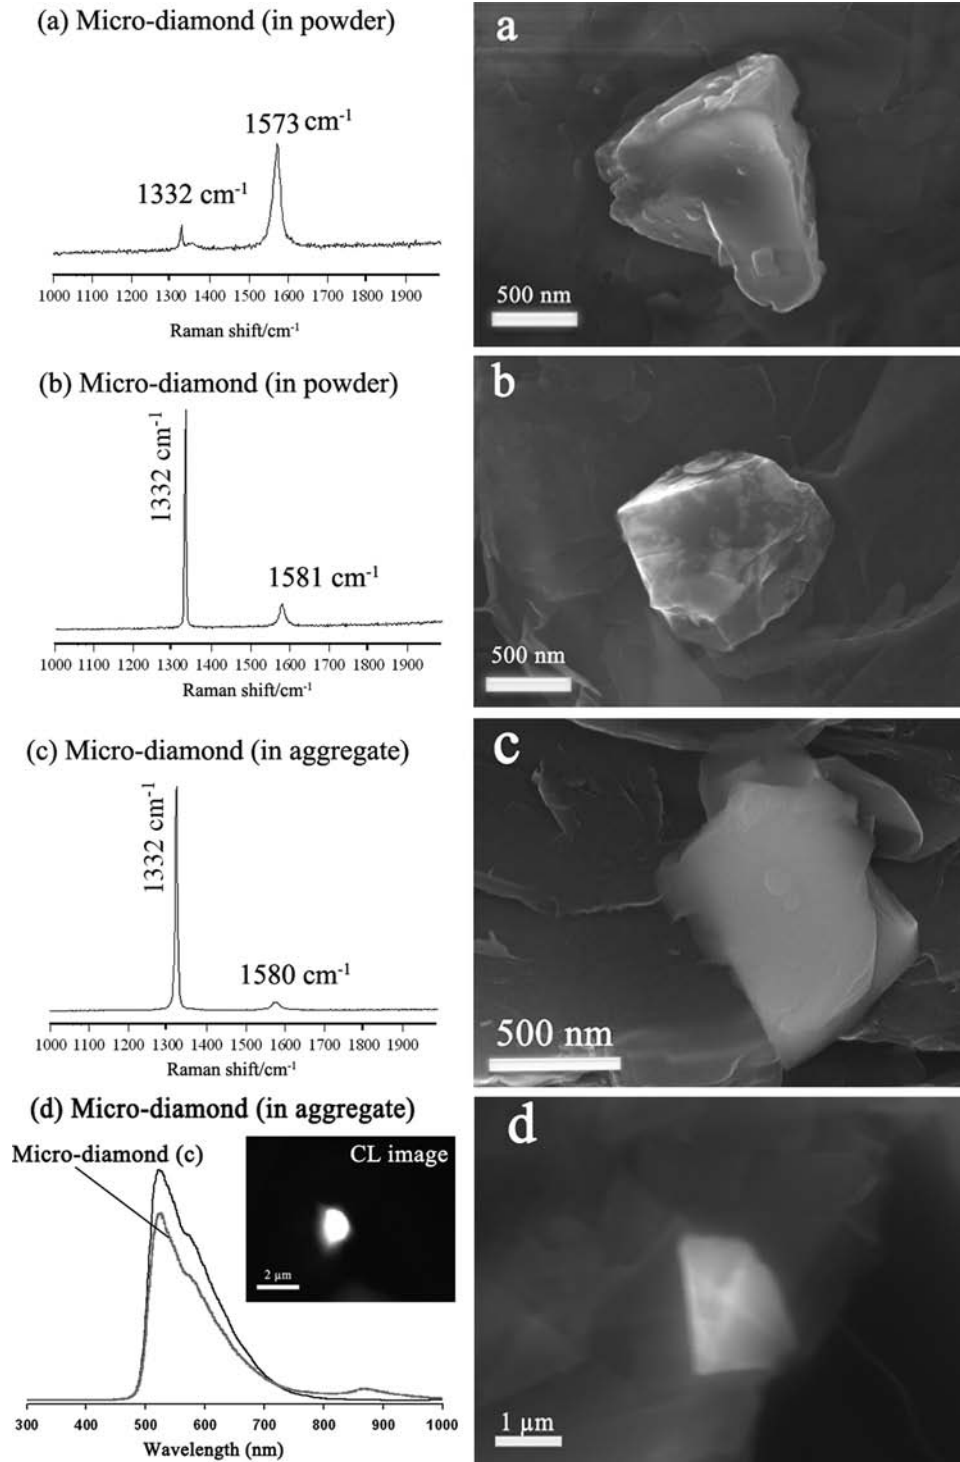 (a) Micro-diamond (in powder)
1573 cm-1
1332 cm-1
1000 1100 1200 1300 1400 1500 1600 1700 1800 1900
Raman shift/cm-1
a
500 nm
(b) Micro-diamond (in powder)
1332 cm-1
1581 cm-1
1000 1100 1200 1300 1400 1500 1600 1700 1800 1900
Raman shift/cm-1
b
500 nm
(c) Micro-diamond (in aggregate)
1332 cm-1
1580 cm-1
1000 1100 1200 1300 1400 1500 1600 1700 1800 1900
Raman shift/cm-1
c
500 nm
(d) Micro-diamond (in aggregate)
Micro-diamond (c)
CL image
2 µm
300 400 500 600 700 800 900 1000
Wavelength (nm)
d
1 µm